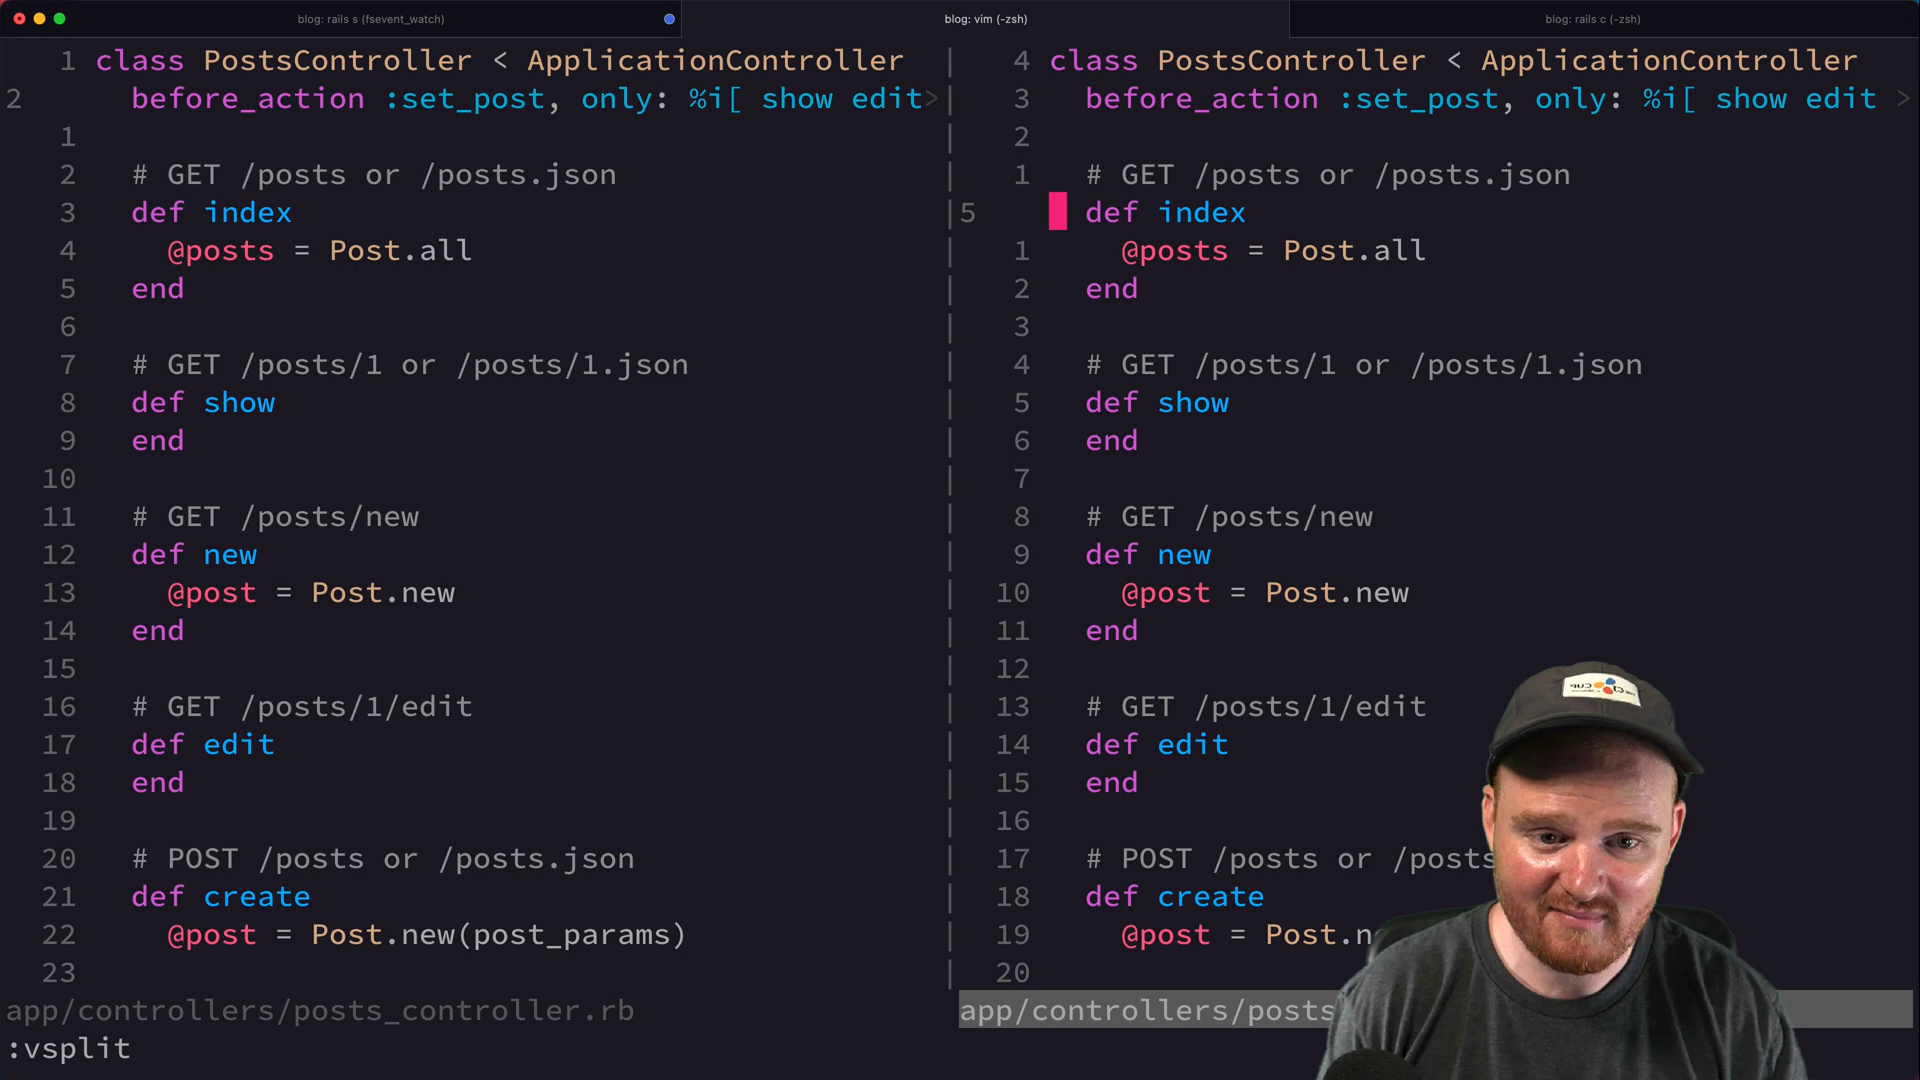 blog: rails s (fsevent_watch)
blog: vim (-zsh)
blog: rails c (-zsh)
1 class PostsController < ApplicationController
2 before_action :set_post, only: %i[ show edit>
1
2 # GET /posts or /posts.json
3 def index
4 @posts = Post.all
5 end
6
7 # GET /posts/1 or /posts/1.json
8 def show
9 end
10
11 # GET /posts/new
12 def new
13 @post = Post.new
14 end
15
16 # GET /posts/1/edit
17 def edit
18 end
19
20 # POST /posts or /posts.json
21 def create
22 @post = Post.new(post_params)
23
app/controllers/posts_controller.rb
:vsplit
4 class PostsController < ApplicationController
3 before_action :set_post, only: %i[ show edit >
2
1 # GET /posts or /posts.json
5 def index
1 @posts = Post.all
2 end
3
4 # GET /posts/1 or /posts/1.json
5 def show
6 end
7
8 # GET /posts/new
9 def new
10 @post = Post.new
11 end
12
13 # GET /posts/1/edit
14 def edit
15 end
16
17 # POST /posts or /posts
18 def create
19 @post = Post.n
20
app/controllers/posts